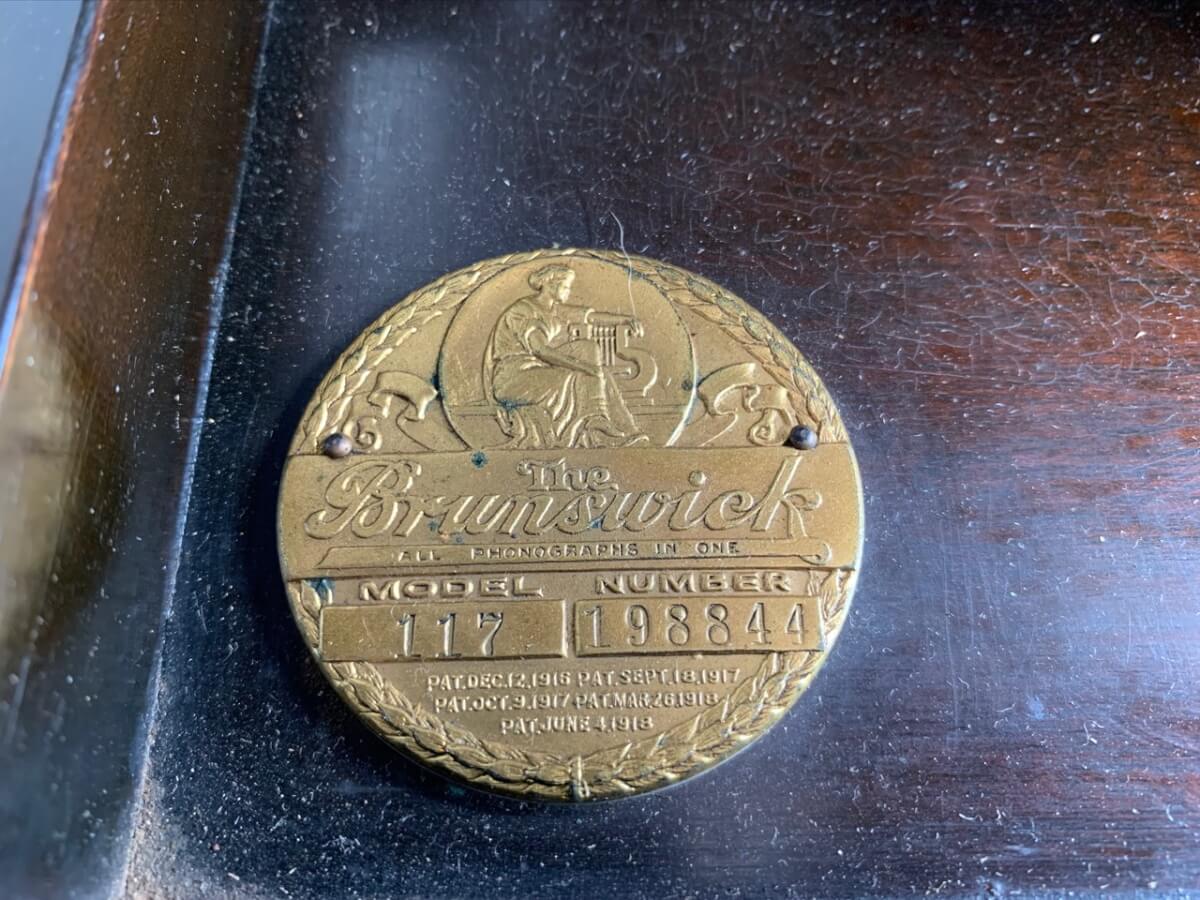 The
Brunswick
ALL PHONOGRAPHS IN ONE
MODEL NUMBER
117 198844
PAT.DEC.12,1916 PAT.SEPT.18,1917
PAT.OCT.9,1917 PAT.MAR.26,1918
PAT.JUNE 4,1918